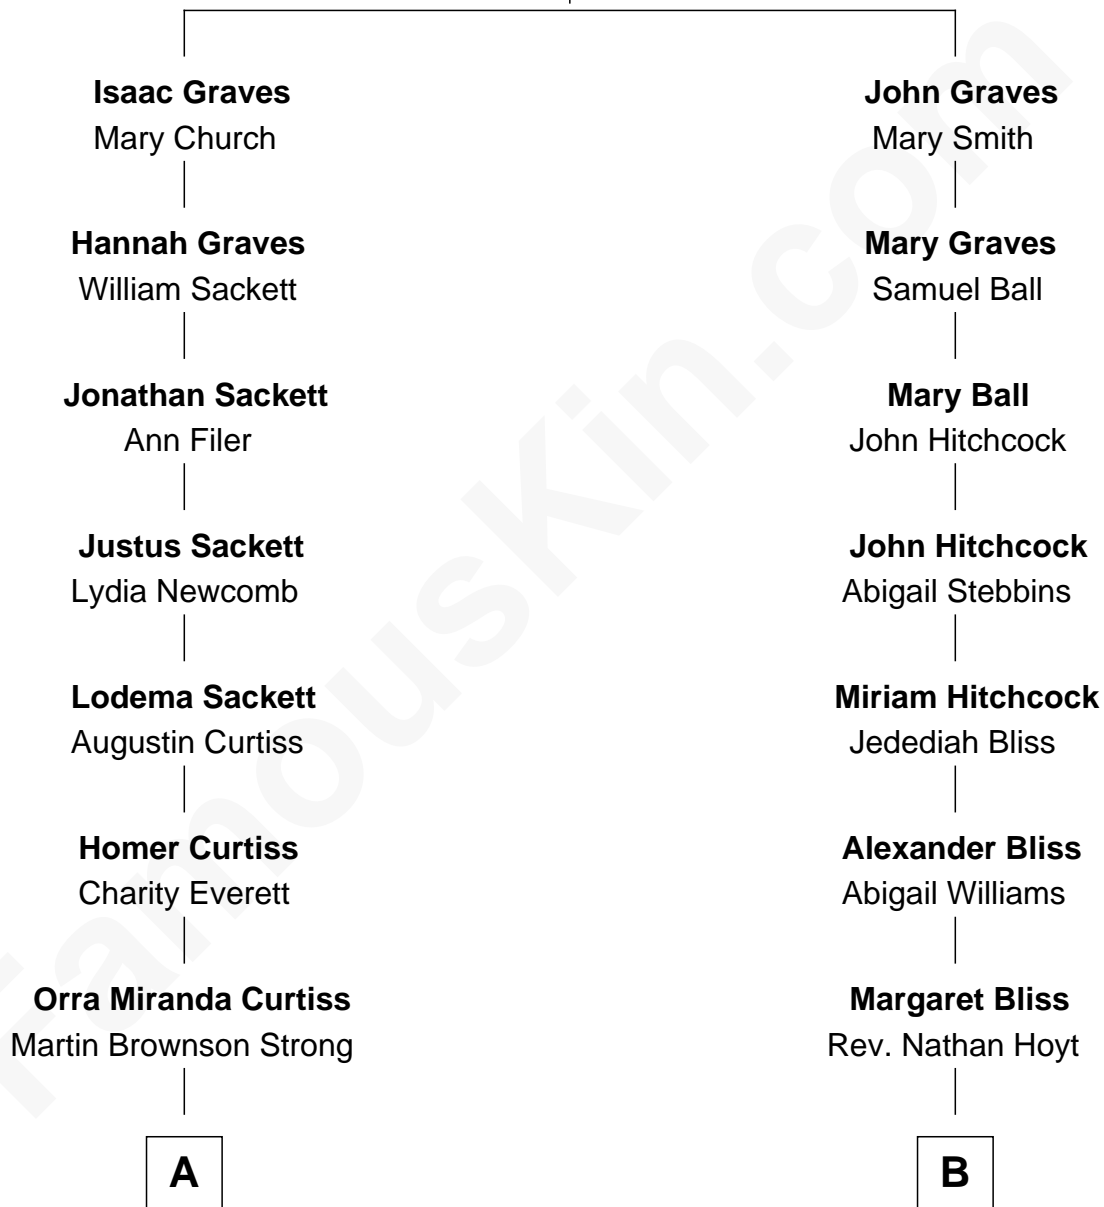 Isaac Graves
Mary Church
Hannah Graves
William Sackett
Jonathan Sackett
Ann Filer
Justus Sackett
Lydia Newcomb
Lodema Sackett
Augustin Curtiss
Homer Curtiss
Charity Everett
Orra Miranda Curtiss
Martin Brownson Strong
A
John Graves
Mary Smith
Mary Graves
Samuel Ball
Mary Ball
John Hitchcock
John Hitchcock
Abigail Stebbins
Miriam Hitchcock
Jedediah Bliss
Alexander Bliss
Abigail Williams
Margaret Bliss
Rev. Nathan Hoyt
B
FamousKin.com